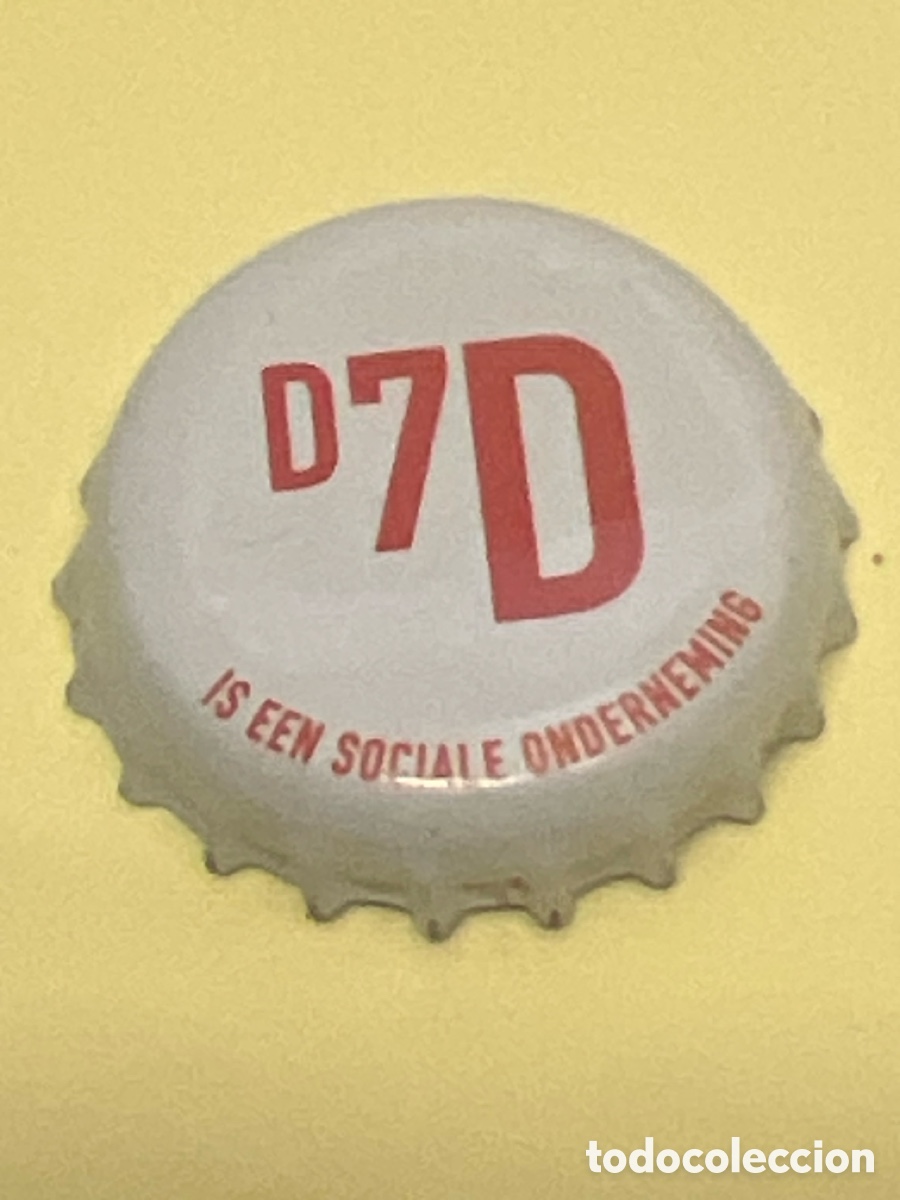 D7D
IS EEN SOCIALE ONDERNEMING
todocoleccion